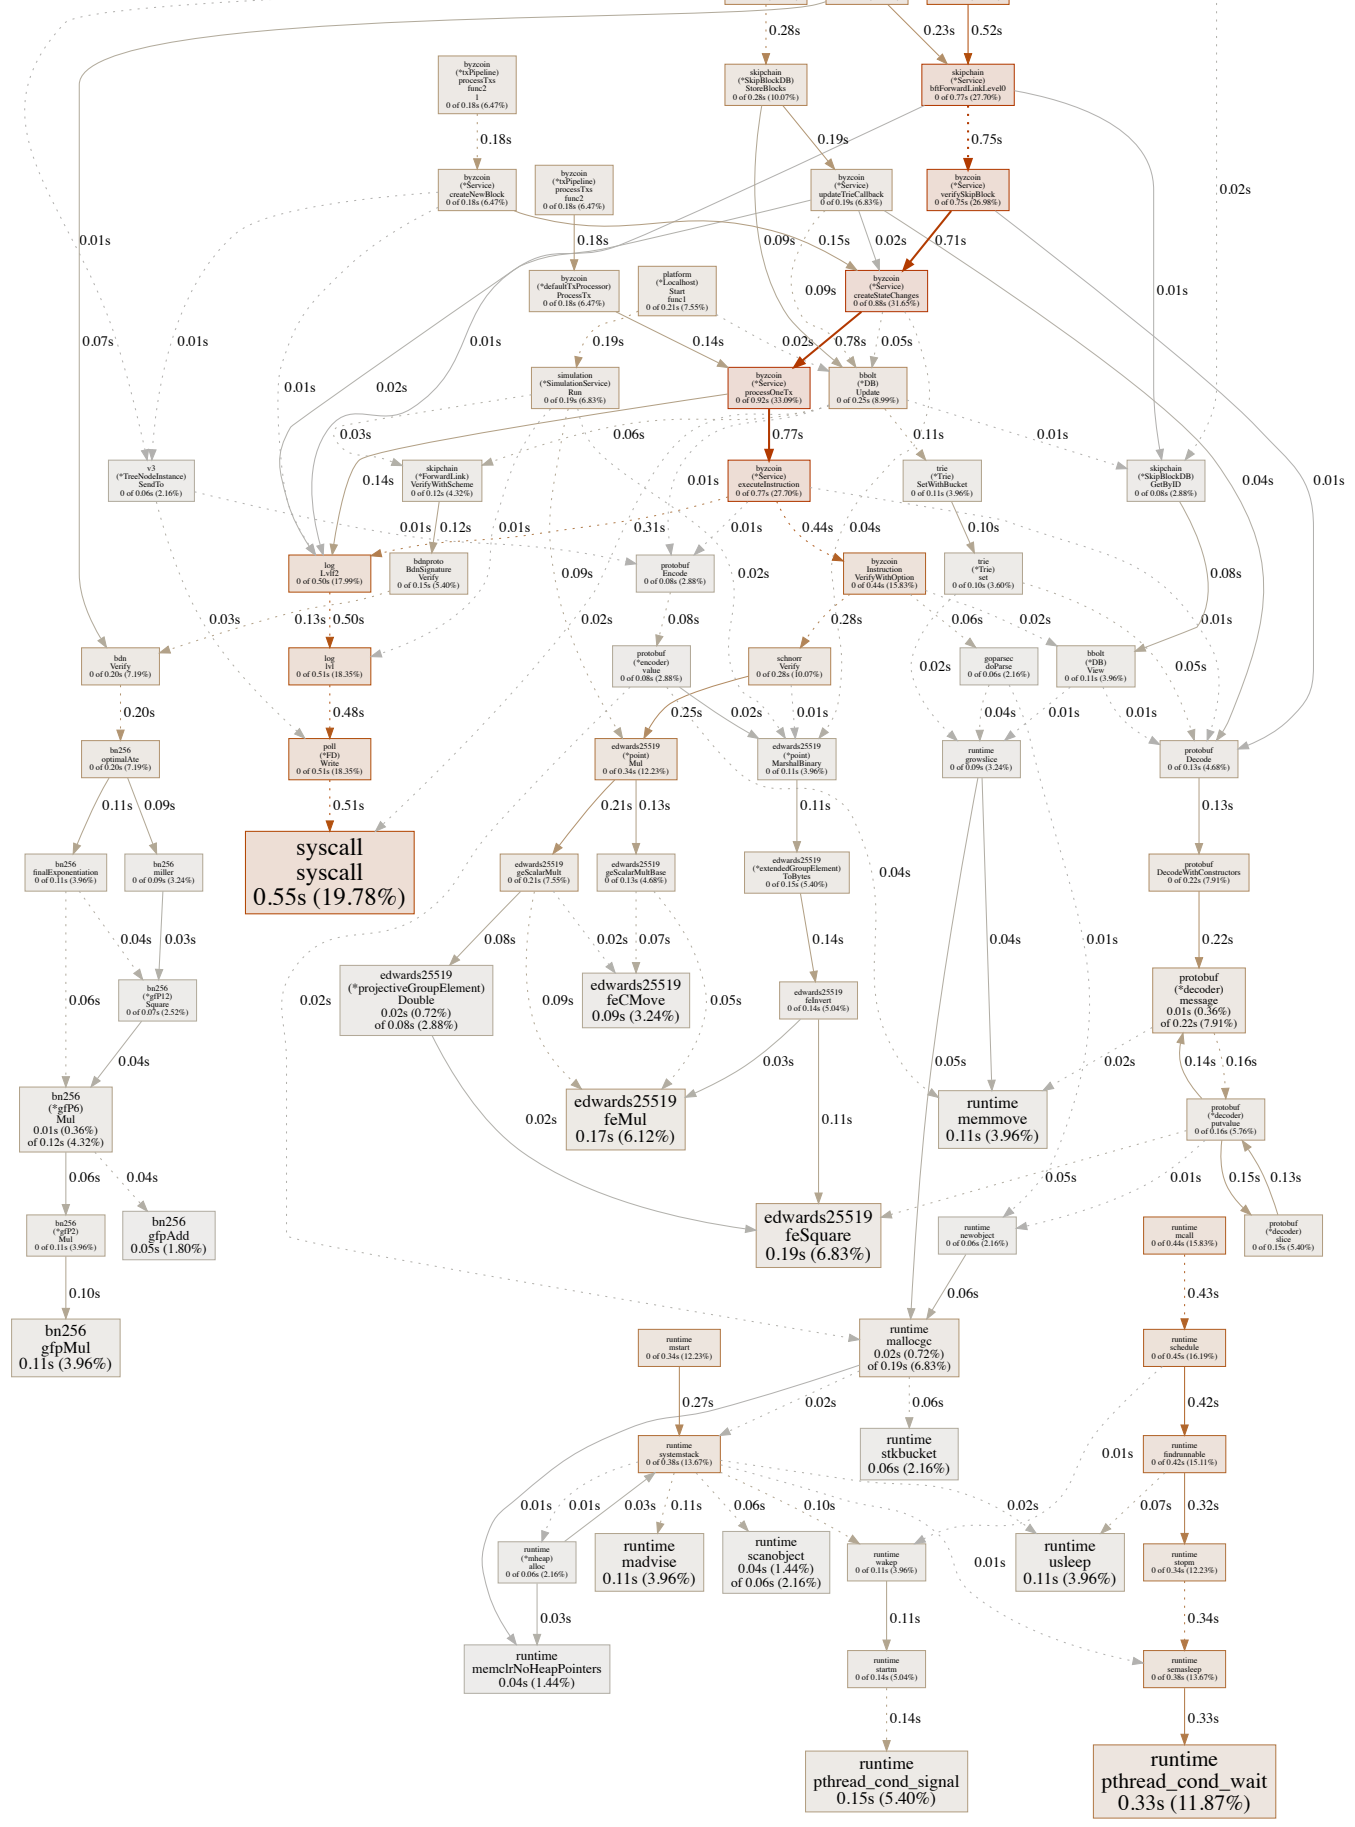 0.28s
0.23s
0.52s
byzcoin
(*txPipeline)
processTxs
func2
1
0 of 0.18s (6.47%)
skipchain
(*SkipBlockDB)
StoreBlocks
0 of 0.28s (10.07%)
skipchain
(*Service)
bftForwardLinkLevel0
0 of 0.77s (27.70%)
0.18s
0.19s
0.75s
byzcoin
(*Service)
createNewBlock
0 of 0.18s (6.47%)
byzcoin
(*txPipeline)
processTxs
func2
0 of 0.18s (6.47%)
byzcoin
(*Service)
updateTrieCallback
0 of 0.19s (6.83%)
byzcoin
(*Service)
verifySkipBlock
0 of 0.75s (26.98%)
0.02s
0.01s
0.18s
0.09s
0.15s
0.02s
0.71s
byzcoin
(*defaultTxProcessor)
ProcessTx
0 of 0.18s (6.47%)
platform
(*Localhost)
Start
func1
0 of 0.21s (7.55%)
0.09s
byzcoin
(*Service)
createStateChanges
0 of 0.88s (31.65%)
0.01s
0.07s
0.01s
0.01s
0.19s
0.14s
0.02s
0.78s
0.05s
0.01s
0.02s
simulation
(*SimulationService)
Run
0 of 0.19s (6.83%)
byzcoin
(*Service)
processOneTx
0 of 0.92s (33.09%)
bbolt
(*DB)
Update
0 of 0.25s (8.99%)
0.03s
0.06s
0.77s
0.11s
0.01s
v3
(*TreeNodeInstance)
SendTo
0 of 0.06s (2.16%)
0.14s
skipchain
(*ForwardLink)
VerifyWithScheme
0 of 0.12s (4.32%)
0.01s
byzcoin
(*Service)
executeInstruction
0 of 0.77s (27.70%)
trie
(*Trie)
SetWithBucket
0 of 0.11s (3.96%)
skipchain
(*SkipBlockDB)
GetByID
0 of 0.08s (2.88%)
0.04s
0.01s
0.01s
0.12s
0.01s
0.31s
0.01s
0.44s
0.04s
0.10s
log
Lvlf2
0 of 0.50s (17.99%)
bdnproto
BdnSignature
Verify
0 of 0.15s (5.40%)
0.09s
protobuf
Encode
0 of 0.08s (2.88%)
0.02s
byzcoin
Instruction
VerifyWithOption
0 of 0.44s (15.83%)
trie
(*Trie)
set
0 of 0.10s (3.60%)
0.08s
0.03s
0.13s
0.50s
0.02s
0.08s
0.28s
0.06s
0.02s
0.01s
bdn
Verify
0 of 0.20s (7.19%)
log
lvl
0 of 0.51s (18.35%)
protobuf
(*encoder)
value
0 of 0.08s (2.88%)
schnorr
Verify
0 of 0.28s (10.07%)
0.02s
goparsec
doParse
0 of 0.06s (2.16%)
bbolt
(*DB)
View
0 of 0.11s (3.96%)
0.05s
0.20s
0.48s
0.25s
0.02s
0.01s
0.04s
0.01s
0.01s
bn256
optimalAte
0 of 0.20s (7.19%)
poll
(*FD)
Write
0 of 0.51s (18.35%)
edwards25519
(*point)
Mul
0 of 0.34s (12.23%)
edwards25519
(*point)
MarshalBinary
0 of 0.11s (3.96%)
runtime
growslice
0 of 0.09s (3.24%)
protobuf
Decode
0 of 0.13s (4.68%)
0.11s
0.09s
0.51s
0.21s
0.13s
0.11s
0.13s
bn256
finalExponentiation
0 of 0.11s (3.96%)
bn256
miller
0 of 0.09s (3.24%)
syscall
syscall
0.55s (19.78%)
edwards25519
geScalarMult
0 of 0.21s (7.55%)
edwards25519
geScalarMultBase
0 of 0.13s (4.68%)
edwards25519
(*extendedGroupElement)
ToBytes
0 of 0.15s (5.40%)
0.04s
protobuf
DecodeWithConstructors
0 of 0.22s (7.91%)
0.04s
0.03s
0.08s
0.02s
0.07s
0.14s
0.04s
0.01s
0.22s
0.06s
bn256
(*gfP12)
Square
0 of 0.07s (2.52%)
0.02s
edwards25519
(*projectiveGroupElement)
Double
0.02s (0.72%)
of 0.08s (2.88%)
0.09s
edwards25519
feCMove
0.09s (3.24%)
0.05s
edwards25519
feInvert
0 of 0.14s (5.04%)
protobuf
(*decoder)
message
0.01s (0.36%)
of 0.22s (7.91%)
0.04s
0.03s
0.05s
0.02s
0.14s
0.16s
bn256
(*gfP6)
Mul
0.01s (0.36%)
of 0.12s (4.32%)
0.02s
edwards25519
feMul
0.17s (6.12%)
0.11s
runtime
memmove
0.11s (3.96%)
protobuf
(*decoder)
putvalue
0 of 0.16s (5.76%)
0.06s
0.04s
0.05s
0.01s
0.15s
0.13s
bn256
(*gfP2)
Mul
0 of 0.11s (3.96%)
bn256
gfpAdd
0.05s (1.80%)
edwards25519
feSquare
0.19s (6.83%)
runtime
newobject
0 of 0.06s (2.16%)
runtime
mcall
0 of 0.44s (15.83%)
protobuf
(*decoder)
slice
0 of 0.15s (5.40%)
0.10s
0.06s
0.43s
bn256
gfpMul
0.11s (3.96%)
runtime
mstart
0 of 0.34s (12.23%)
runtime
mallocgc
0.02s (0.72%)
of 0.19s (6.83%)
runtime
schedule
0 of 0.45s (16.19%)
0.27s
0.02s
0.06s
0.42s
runtime
systemstack
0 of 0.38s (13.67%)
runtime
stkbucket
0.06s (2.16%)
0.01s
runtime
findrunnable
0 of 0.42s (15.11%)
0.01s
0.01s
0.03s
0.11s
0.06s
0.10s
0.02s
0.07s
0.32s
runtime
(*mheap)
alloc
0 of 0.06s (2.16%)
runtime
madvise
0.11s (3.96%)
runtime
scanobject
0.04s (1.44%)
of 0.06s (2.16%)
runtime
wakep
0 of 0.11s (3.96%)
0.01s
runtime
usleep
0.11s (3.96%)
runtime
stopm
0 of 0.34s (12.23%)
0.03s
0.11s
0.34s
runtime
memclrNoHeapPointers
0.04s (1.44%)
runtime
startm
0 of 0.14s (5.04%)
runtime
semasleep
0 of 0.38s (13.67%)
0.14s
0.33s
runtime
pthread_cond_signal
0.15s (5.40%)
runtime
pthread_cond_wait
0.33s (11.87%)